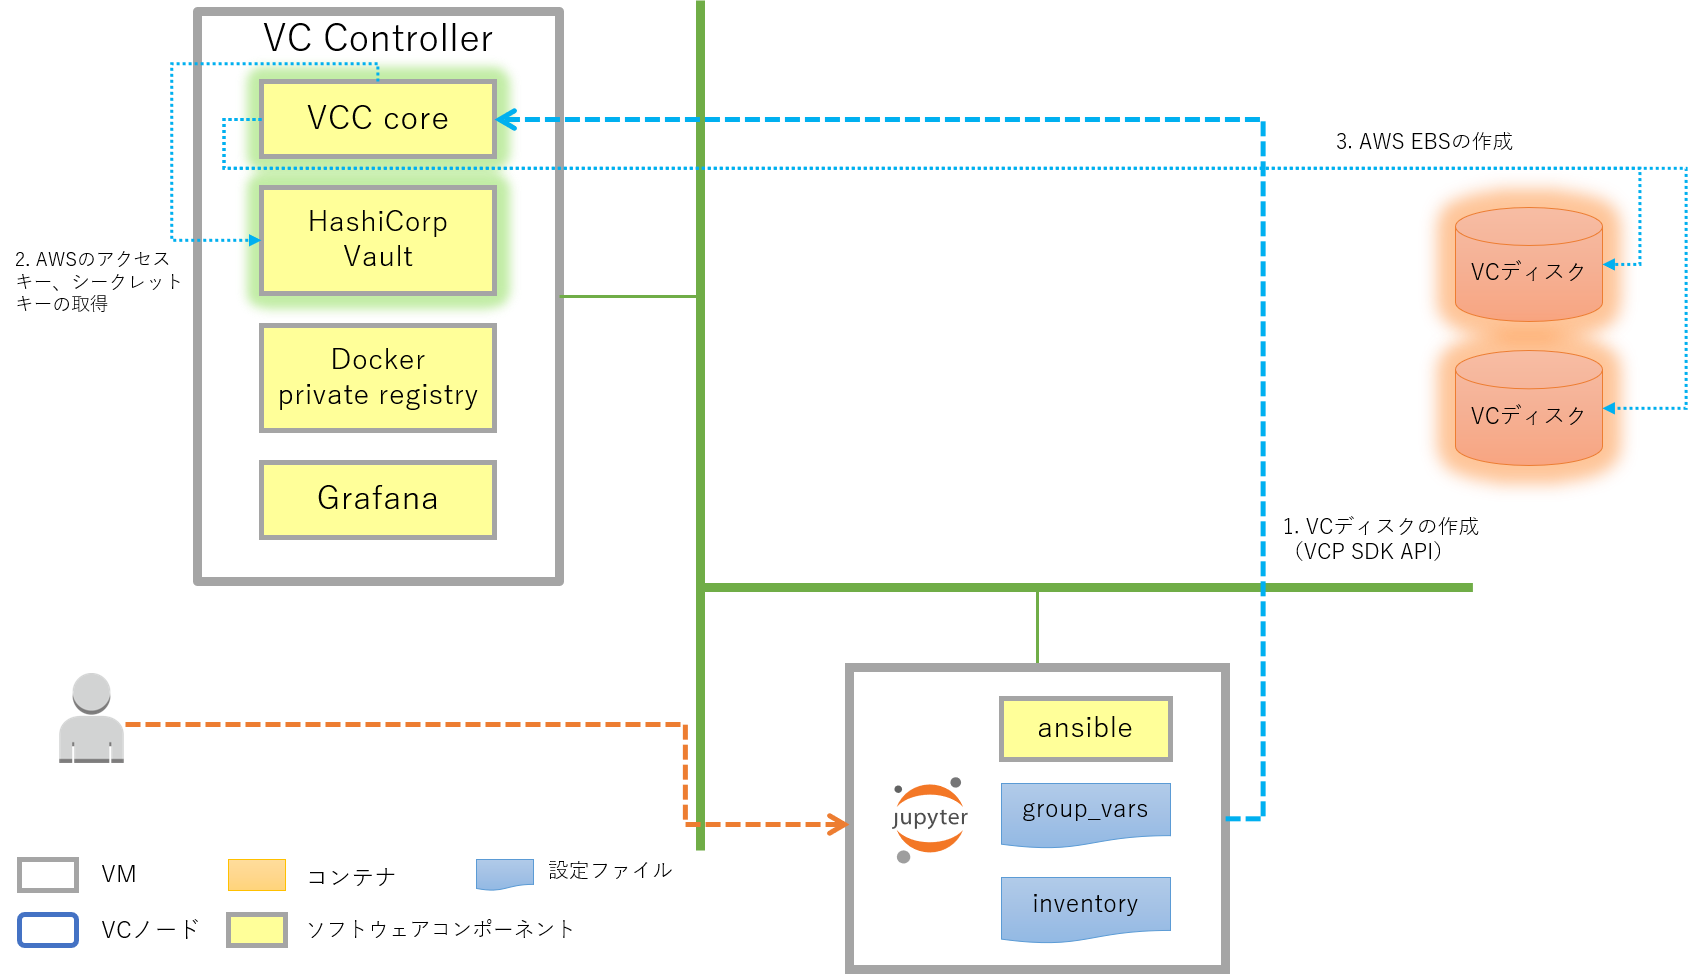 VC Controller
VCC core
HashiCorp
Vault
Docker
private registry
Grafana
2. AWSのアクセス
キー、シークレット
キーの取得
3. AWS EBSの作成
VCディスク
VCディスク
1. VCディスクの作成
（VCP SDK API）
ansible
jupyter
group_vars
inventory
VM
コンテナ
設定ファイル
VCノード
ソフトウェアコンポーネント